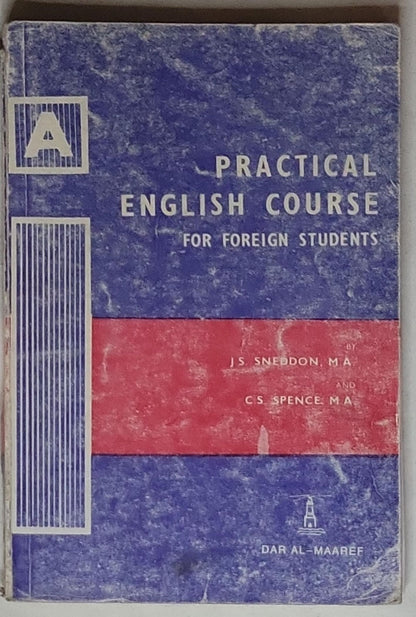 A
PRACTICAL
ENGLISH COURSE
FOR FOREIGN STUDENTS
BY
J.S. SNEDDON, M.A.
AND
C.S. SPENCE, M.A.
DAR AL-MAAREF